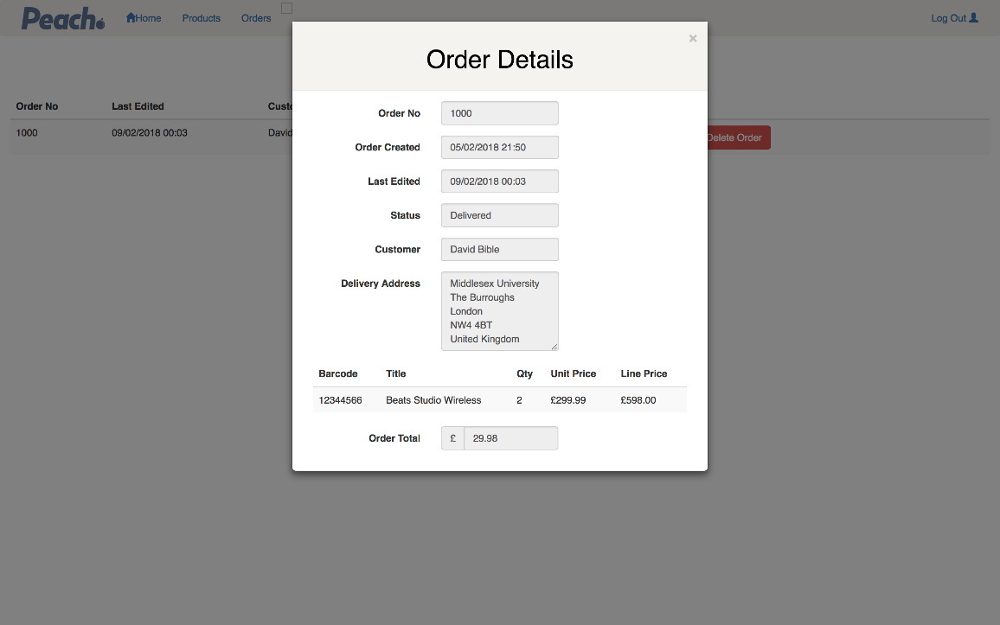 Peach.
Home Products Orders Log Out
Order No Last Edited Custo
1000 09/02/2018 00:03 David Delete Order
×
Order Details
Order No 1000
Order Created 05/02/2018 21:50
Last Edited 09/02/2018 00:03
Status Delivered
Customer David Bible
Delivery Address Middlesex University
The Burroughs
London
NW4 4BT
United Kingdom
Barcode Title Qty Unit Price Line Price
12344566 Beats Studio Wireless 2 £299.99 £598.00
Order Total £ 29.98